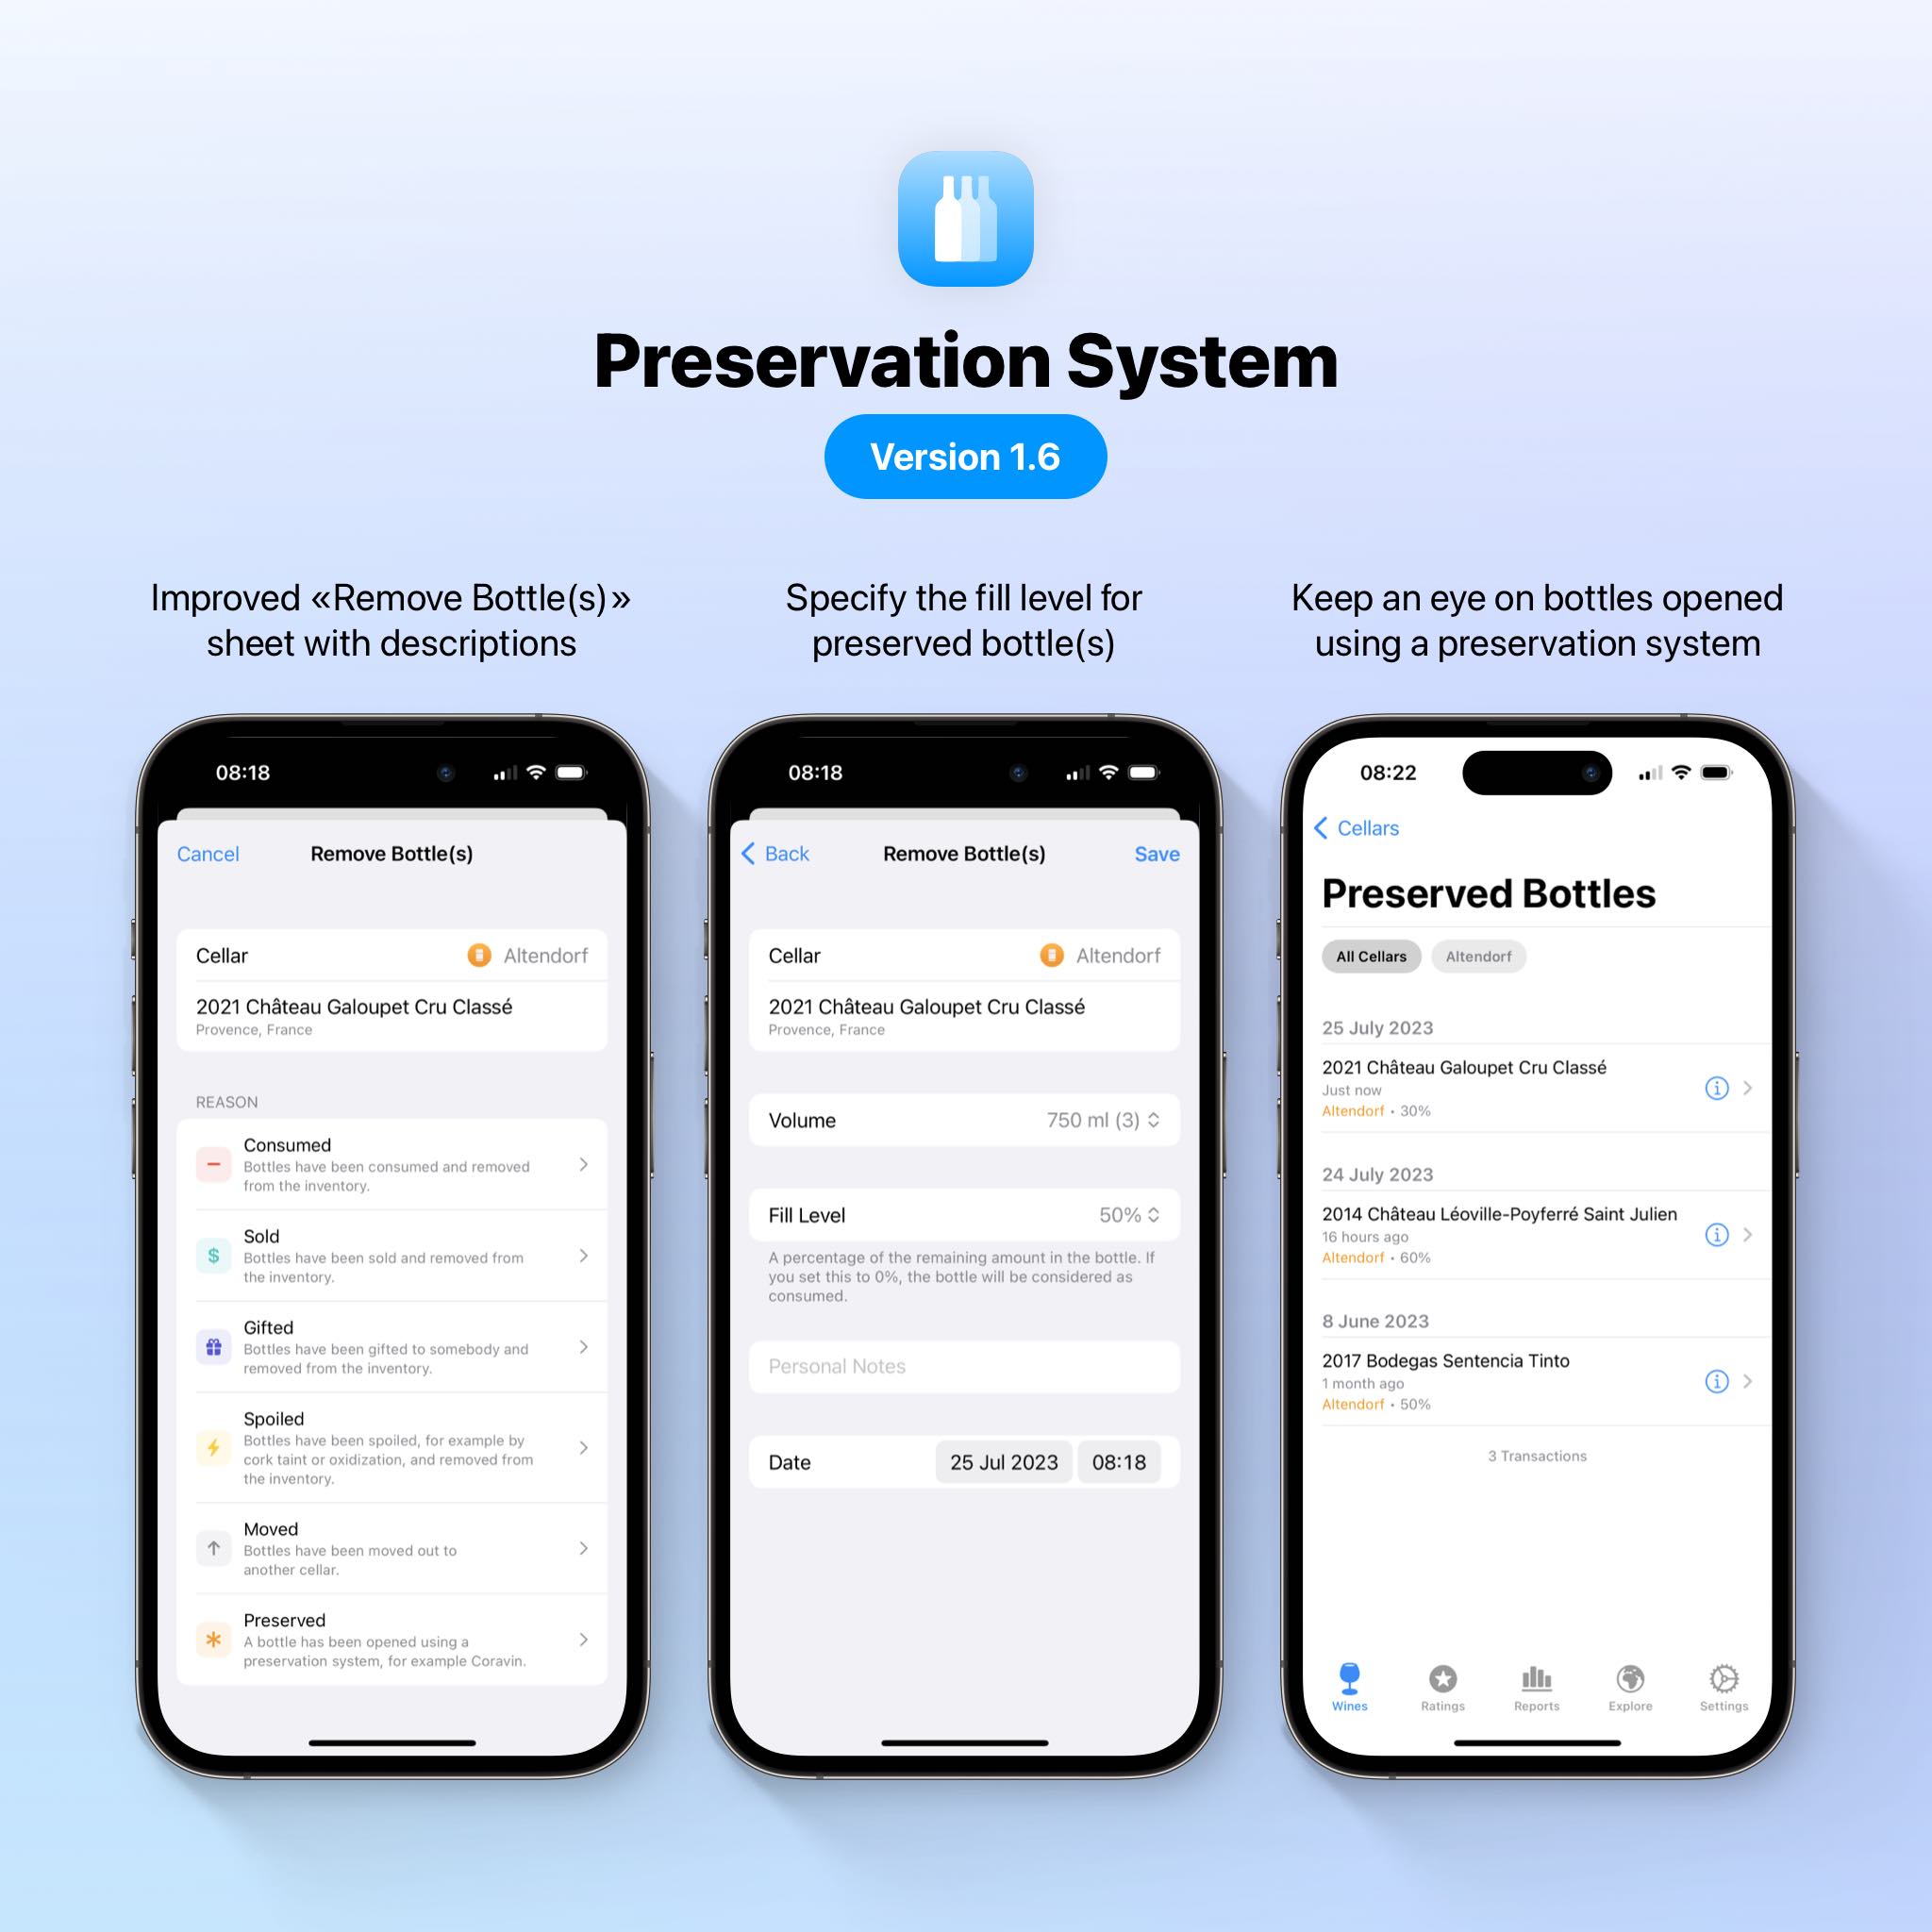 Preservation System
Version 1.6
Improved «Remove Bottle(s)»
sheet with descriptions
08:18
Cancel
Remove Bottle(s)
Cellar
Altendorf
2021 Château Galoupet Cru Classé
Provence, France
REASON
Consumed
Bottles have been consumed and removed
from the inventory.
$
Sold
Bottles have been sold and removed from
the inventory.
Gifted
Bottles have been gifted to somebody and
removed from the inventory.
Spoiled
Bottles have been spoiled, for example by
cork taint or oxidization, and removed from
the inventory.
Moved
Bottles have been moved out to
another cellar.
Preserved
A bottle has been opened using a
preservation system, for example Coravin.
Specify the fill level for
preserved bottle(s)
08:18
Back
Remove Bottle(s)
Save
Cellar
Altendorf
2021 Château Galoupet Cru Classé
Provence, France
Volume
750 ml (3)
Fill Level
50%
A percentage of the remaining amount in the bottle. If
you set this to 0%, the bottle will be considered as
consumed.
Personal Notes
Date
25 Jul 2023
08:18
Keep an eye on bottles opened
using a preservation system
08:22
Cellars
Preserved Bottles
All Cellars
Altendorf
25 July 2023
2021 Château Galoupet Cru Classé
Just now
Altendorf • 30%
24 July 2023
2014 Château Léoville-Poyferré Saint Julien
16 hours ago
Altendorf • 60%
8 June 2023
2017 Bodegas Sentencia Tinto
1 month ago
Altendorf • 50%
3 Transactions
Wines
Ratings
Reports
Explore
Settings